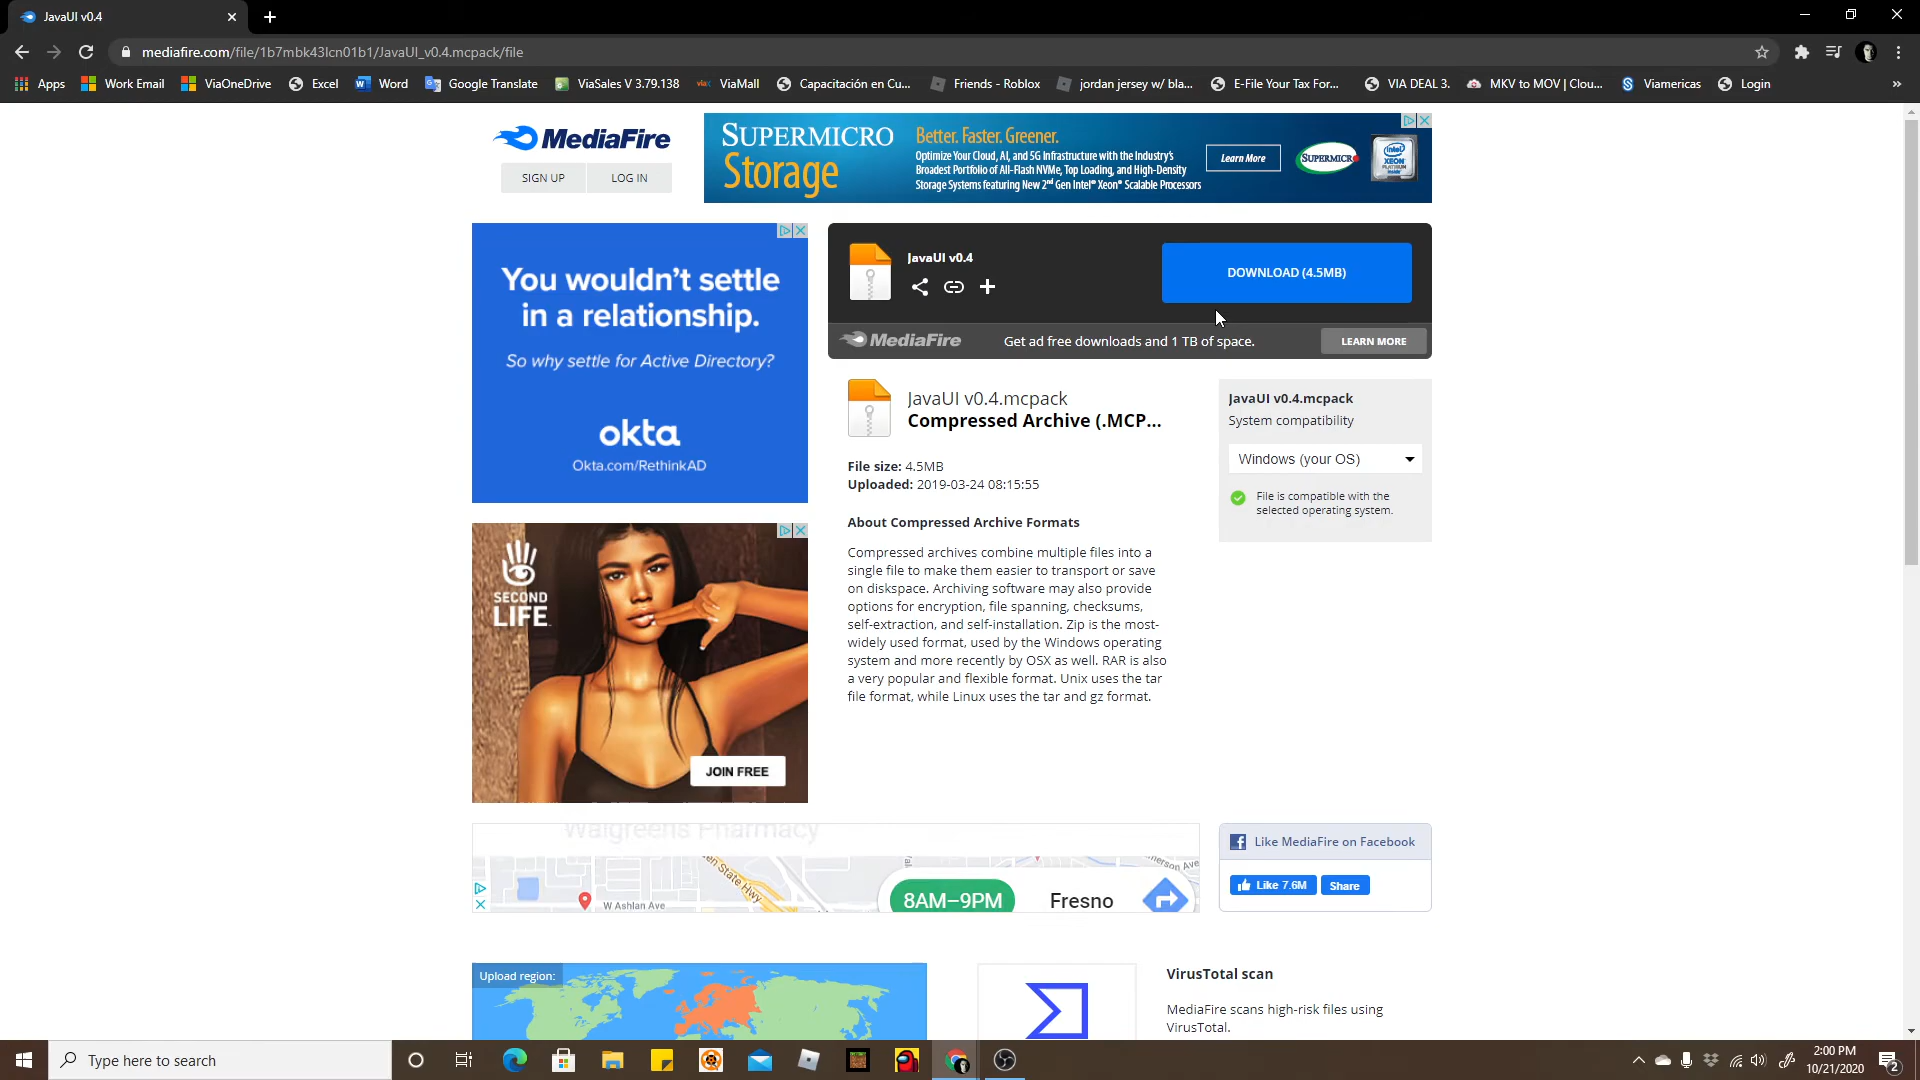 JavaUI v0.4
mediafire.com/file/1b7mbk43lcn01b1/JavaUI_v0.4.mcpack/file
Apps
Work Email
ViaOneDrive
Excel
Word
Google Translate
ViaSales V 3.79.138
ViaMall
Capacitación en Cu...
Friends - Roblox
jordan jersey w/ bla...
E-File Your Tax For...
VIA DEAL 3.
MKV to MOV | Clou...
Viamericas
Login
MediaFire
SIGN UP
LOG IN
SUPERMICRO
Storage
Better. Faster. Greener.
Optimize Your Cloud, AI, and 5G Infrastructure with the Industry's
Broadest Portfolio of All-Flash NVMe, Top Loading, and High-Density
Storage Systems featuring New 2nd Gen Intel® Xeon® Scalable Processors
Learn More
SUPERMICR
intel
XEON
PLATINUM
inside
You wouldn't settle
in a relationship.
So why settle for Active Directory?
okta
Okta.com/RethinkAD
JavaUI v0.4
DOWNLOAD (4.5MB)
MediaFire
Get ad free downloads and 1 TB of space.
LEARN MORE
JavaUI v0.4.mcpack
Compressed Archive (.MCP...
File size: 4.5MB
Uploaded: 2019-03-24 08:15:55
About Compressed Archive Formats
Compressed archives combine multiple files into a
single file to make them easier to transport or save
on diskspace. Archiving software may also provide
options for encryption, file spanning, checksums,
self-extraction, and self-installation. Zip is the most-
widely used format, used by the Windows operating
system and more recently by OSX as well. RAR is also
a very popular and flexible format. Unix uses the tar
file format, while Linux uses the tar and gz format.
JavaUI v0.4.mcpack
System compatibility
Windows (your OS)
File is compatible with the
selected operating system.
SECOND
LIFE
JOIN FREE
Walgreens Pharmacy
en State Hwy
W Ashlan Ave
8AM–9PM
Fresno
Like MediaFire on Facebook
Like 7.6M
Share
Upload region:
VirusTotal scan
MediaFire scans high-risk files using
VirusTotal.
Type here to search
2:00 PM
10/21/2020
2